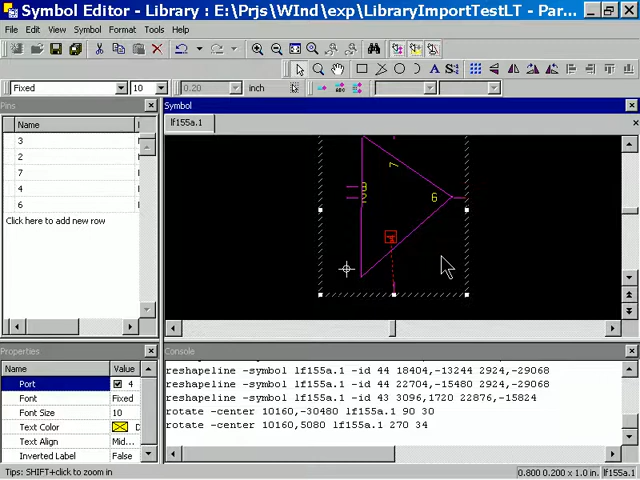 Symbol Editor - Library : E:\Prjs\WInd\exp\LibraryImportTestLT - Par...
File Edit View Symbol Format Tools Help
Fixed 10 0.20 inch
Pins
Symbol
Name
lf155a.1
3
2
7
4
6
Click here to add new row
7
3
2
6
4
Properties
Console
Name Value
Port 4
Font Fixed
Font Size 10
Text Color
Text Align Mid...
Inverted Label False
reshapeline -symbol lf155a.1 -id 44 18404,-13244 2924,-29068
reshapeline -symbol lf155a.1 -id 44 22704,-15480 2924,-29068
reshapeline -symbol lf155a.1 -id 43 3096,1720 22876,-15824
rotate -center 10160,-30480 lf155a.1 90 30
rotate -center 10160,5080 lf155a.1 270 34
Tips: SHIFT+click to zoom in
0.800 0.200 x 1.0 in.
lf155a.1